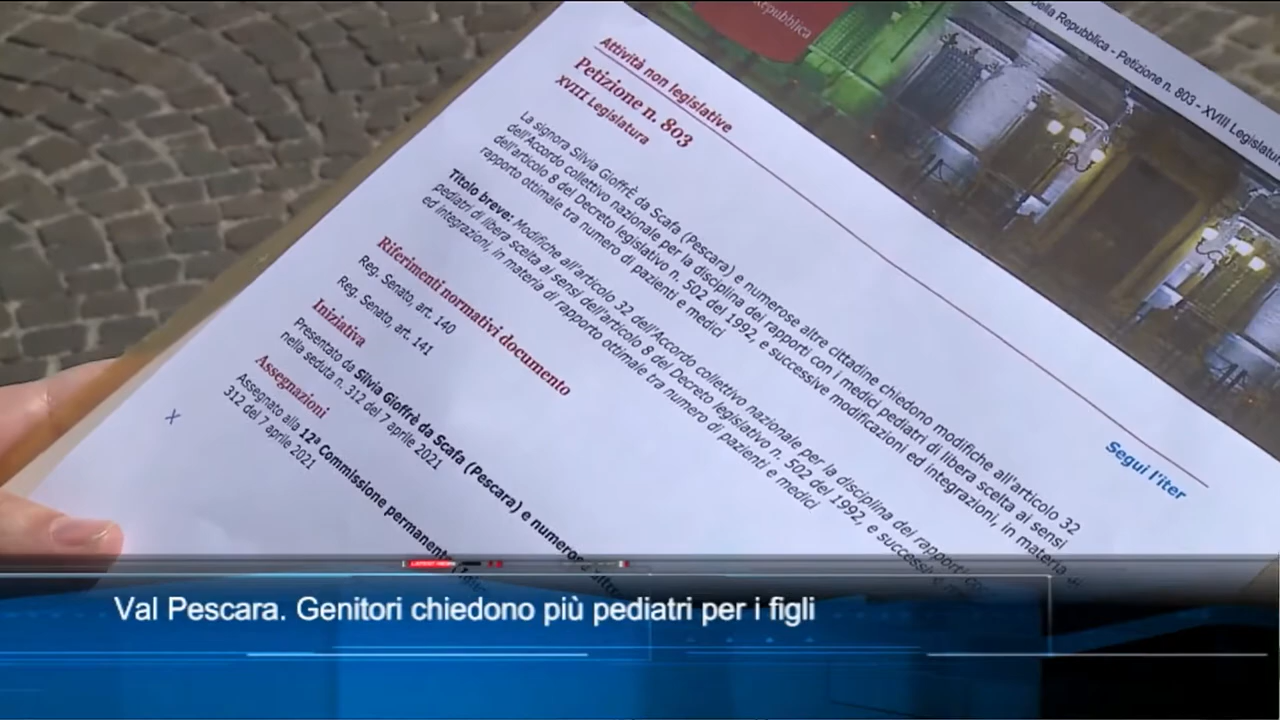 Repubblica
della Repubblica - Petizione n. 803 - XVIII Legislatura
Attività non legislative
Petizione n. 803
XVIII Legislatura
La signora Silvia Gioffrè da Scafa (Pescara) e numerose altre cittadine chiedono modifiche all'articolo 32
dell'Accordo collettivo nazionale per la disciplina dei rapporti con i medici pediatri di libera scelta ai sensi
dell'articolo 8 del Decreto legislativo n. 502 del 1992, e successive modificazioni ed integrazioni, in materia di
rapporto ottimale tra numero di pazienti e medici
Titolo breve: Modifiche all'articolo 32 dell'Accordo collettivo nazionale per la disciplina dei rapporti con
pediatri di libera scelta ai sensi dell'articolo 8 del Decreto legislativo n. 502 del 1992, e successive
ed integrazioni, in materia di rapporto ottimale tra numero di pazienti e medici
Segui l'iter
Riferimenti normativi documento
Reg. Senato, art. 140
Reg. Senato, art. 141
Iniziativa
Presentato da Silvia Gioffrè da Scafa (Pescara) e numerose altre
nella seduta n. 312 del 7 aprile 2021
Assegnazioni
Assegnato alla 12ª Commissione permanente
312 del 7 aprile 2021
x
LATEST NEWS
Val Pescara. Genitori chiedono più pediatri per i figli